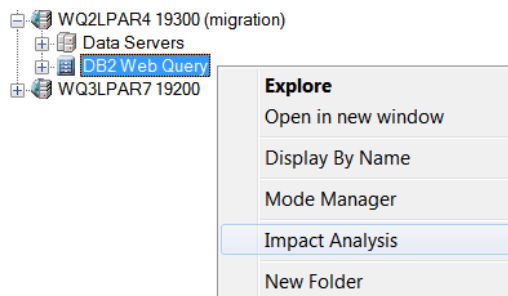 WQ2LPAR4 19300 (migration)
Data Servers
DB2 Web Query
WQ3LPAR7 19200
Explore
Open in new window
Display By Name
Mode Manager
Impact Analysis
New Folder